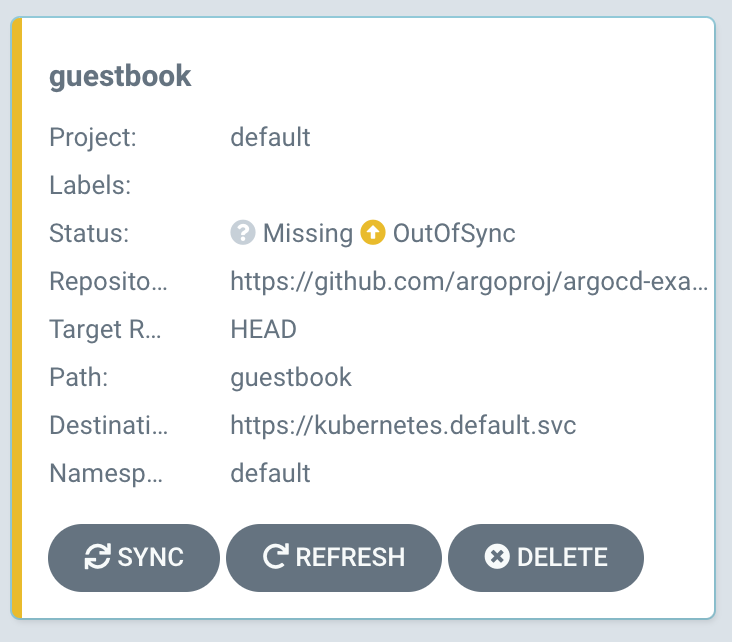 guestbook
Project: default
Labels:
Status: ? Missing OutOfSync
Reposito... https://github.com/argoproj/argocd-exa...
Target R... HEAD
Path: guestbook
Destinati... https://kubernetes.default.svc
Namesp... default
SYNC REFRESH DELETE